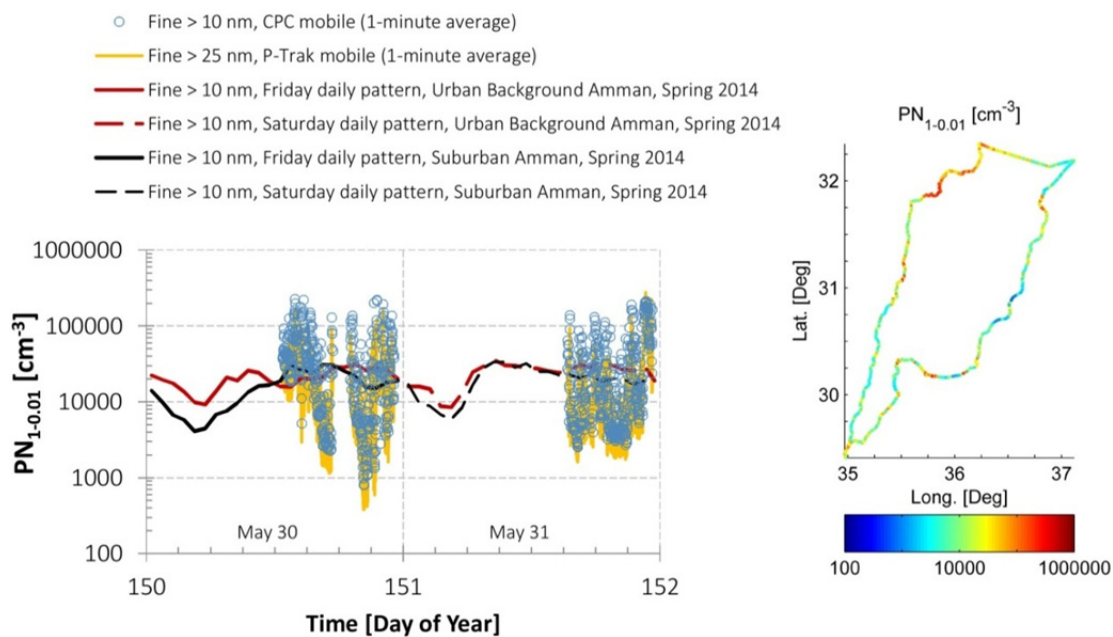 Fine > 10 nm, CPC mobile (1-minute average)
Fine > 25 nm, P-Trak mobile (1-minute average)
Fine > 10 nm, Friday daily pattern, Urban Background Amman, Spring 2014
Fine > 10 nm, Saturday daily pattern, Urban Background Amman, Spring 2014
Fine > 10 nm, Friday daily pattern, Suburban Amman, Spring 2014
Fine > 10 nm, Saturday daily pattern, Suburban Amman, Spring 2014
1000000
100000
10000
1000
100
PN1-0.01 [cm-3]
May 30
May 31
150
151
152
Time [Day of Year]
PN1-0.01 [cm-3]
32
31
30
Lat. [Deg]
35
36
37
Long. [Deg]
100
10000
1000000